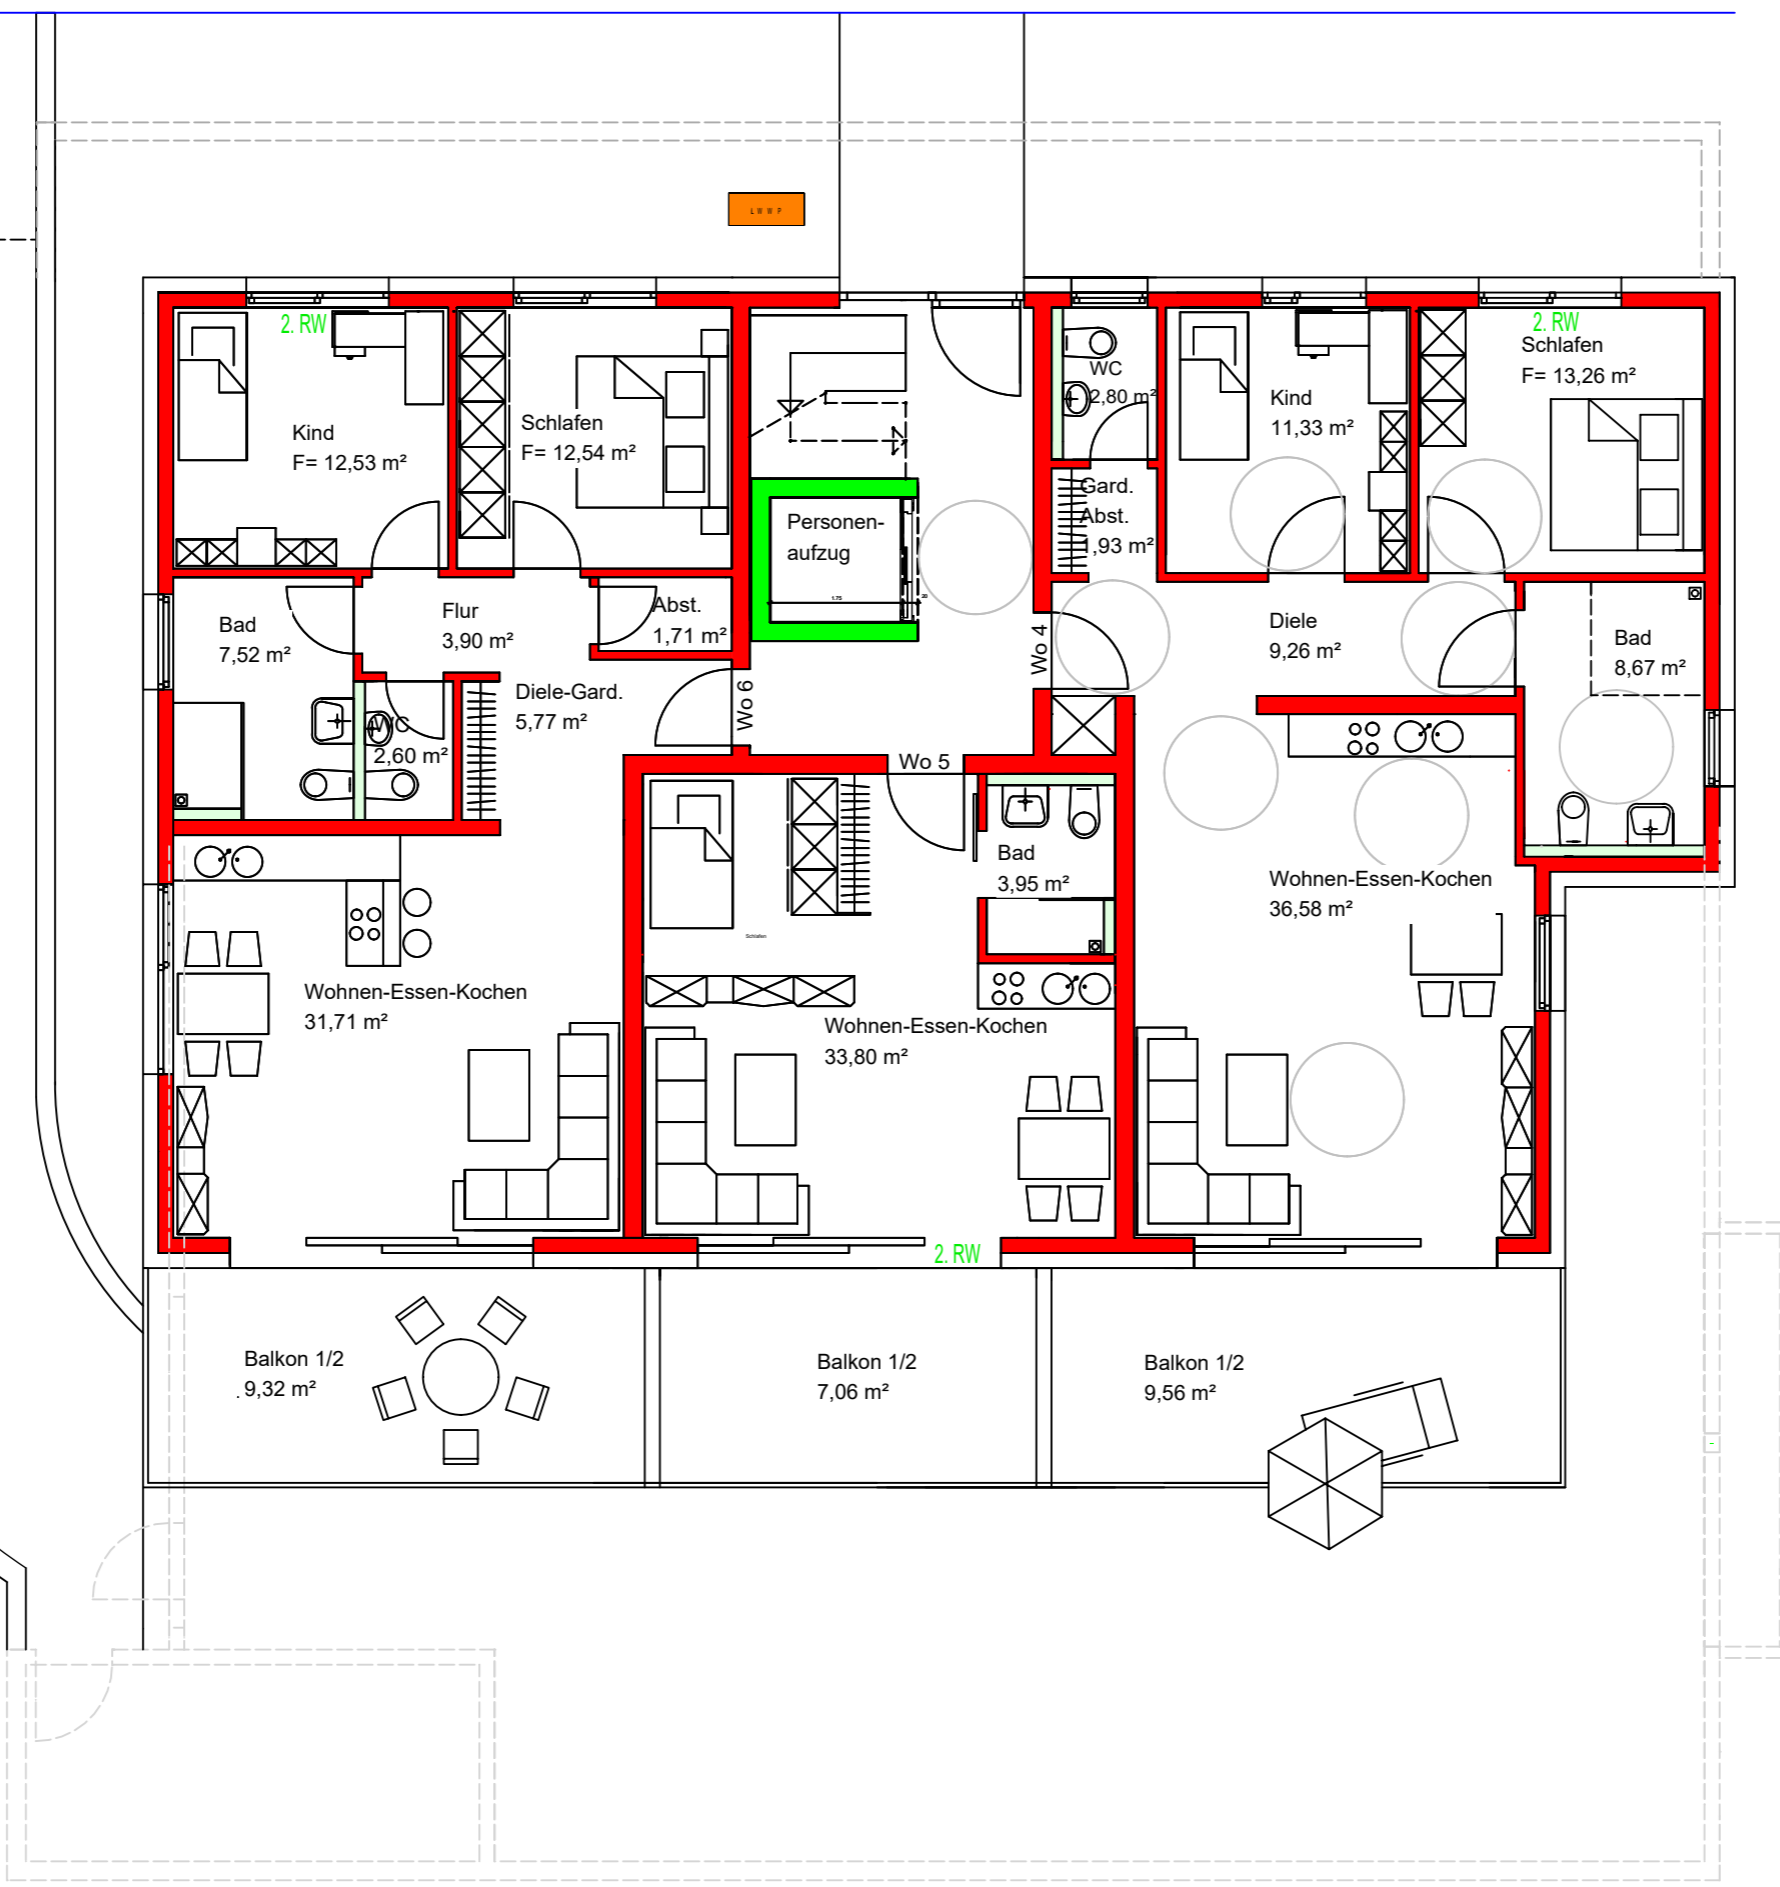 LWWP
2. RW
Kind
F= 12,53 m²
Schlafen
F= 12,54 m²
Personen-
aufzug
1.75
20
WC
2,80 m²
Gard.
Abst.
1,93 m²
Kind
11,33 m²
2. RW
Schlafen
F= 13,26 m²
Bad
7,52 m²
Flur
3,90 m²
Abst.
1,71 m²
Diele-Gard.
5,77 m²
WC
2,60 m²
Wo 6
Wo 5
Wo 4
Diele
9,26 m²
Bad
8,67 m²
Bad
3,95 m²
Schlafen
Wohnen-Essen-Kochen
31,71 m²
Wohnen-Essen-Kochen
33,80 m²
Wohnen-Essen-Kochen
36,58 m²
2. RW
Balkon 1/2
.9,32 m²
Balkon 1/2
7,06 m²
Balkon 1/2
9,56 m²